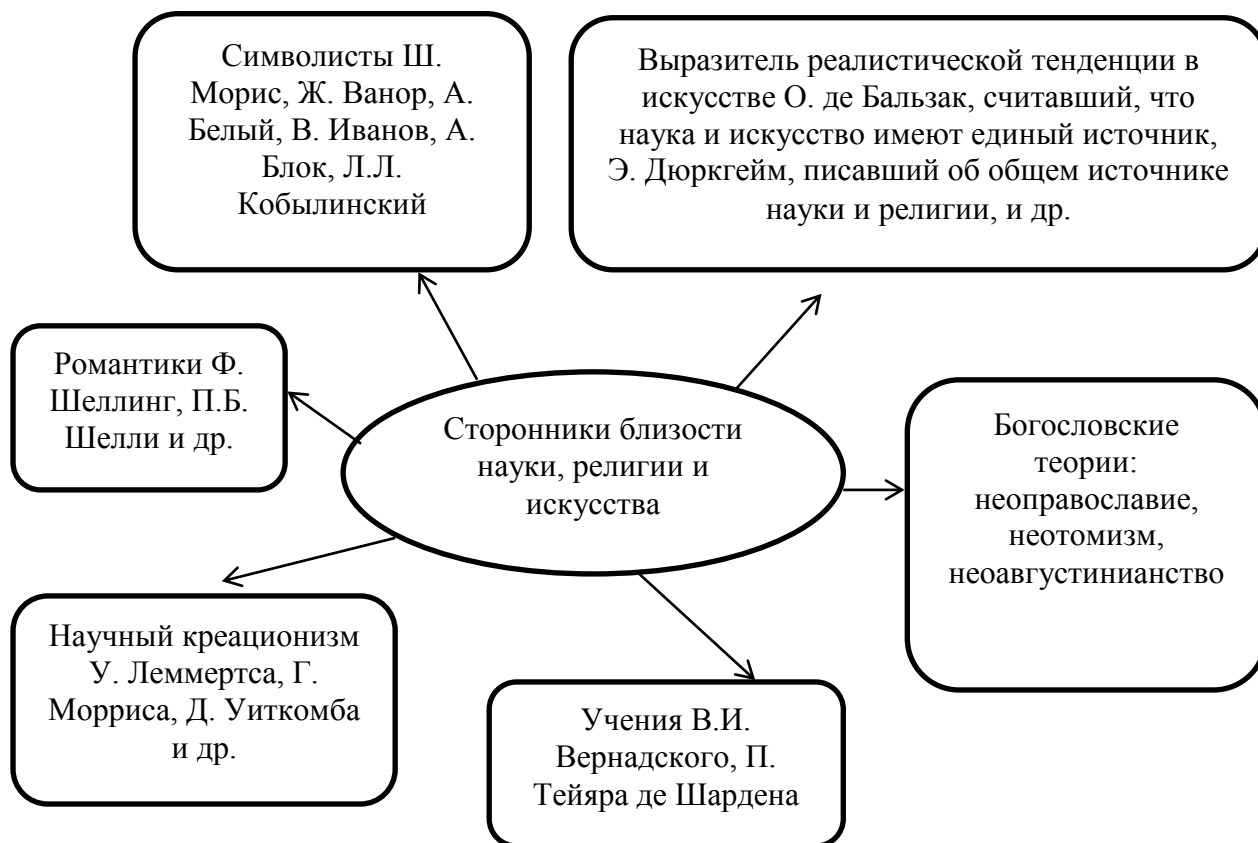 Символисты Ш.
Морис, Ж. Ванор, А.
Белый, В. Иванов, А.
Блок, Л.Л.
Кобылинский
Выразитель реалистической тенденции в
искусстве О. де Бальзак, считавший, что
наука и искусство имеют единый источник,
Э. Дюркгейм, писавший об общем источнике
науки и религии, и др.
Романтики Ф.
Шеллинг, П.Б.
Шелли и др.
Сторонники близости
науки, религии и
искусства
Богословские
теории:
неоправославие,
неотомизм,
неоавгустинианство
Научный креационизм
У. Леммертса, Г.
Морриса, Д. Уиткомба
и др.
Учения В.И.
Вернадского, П.
Тейяра де Шардена